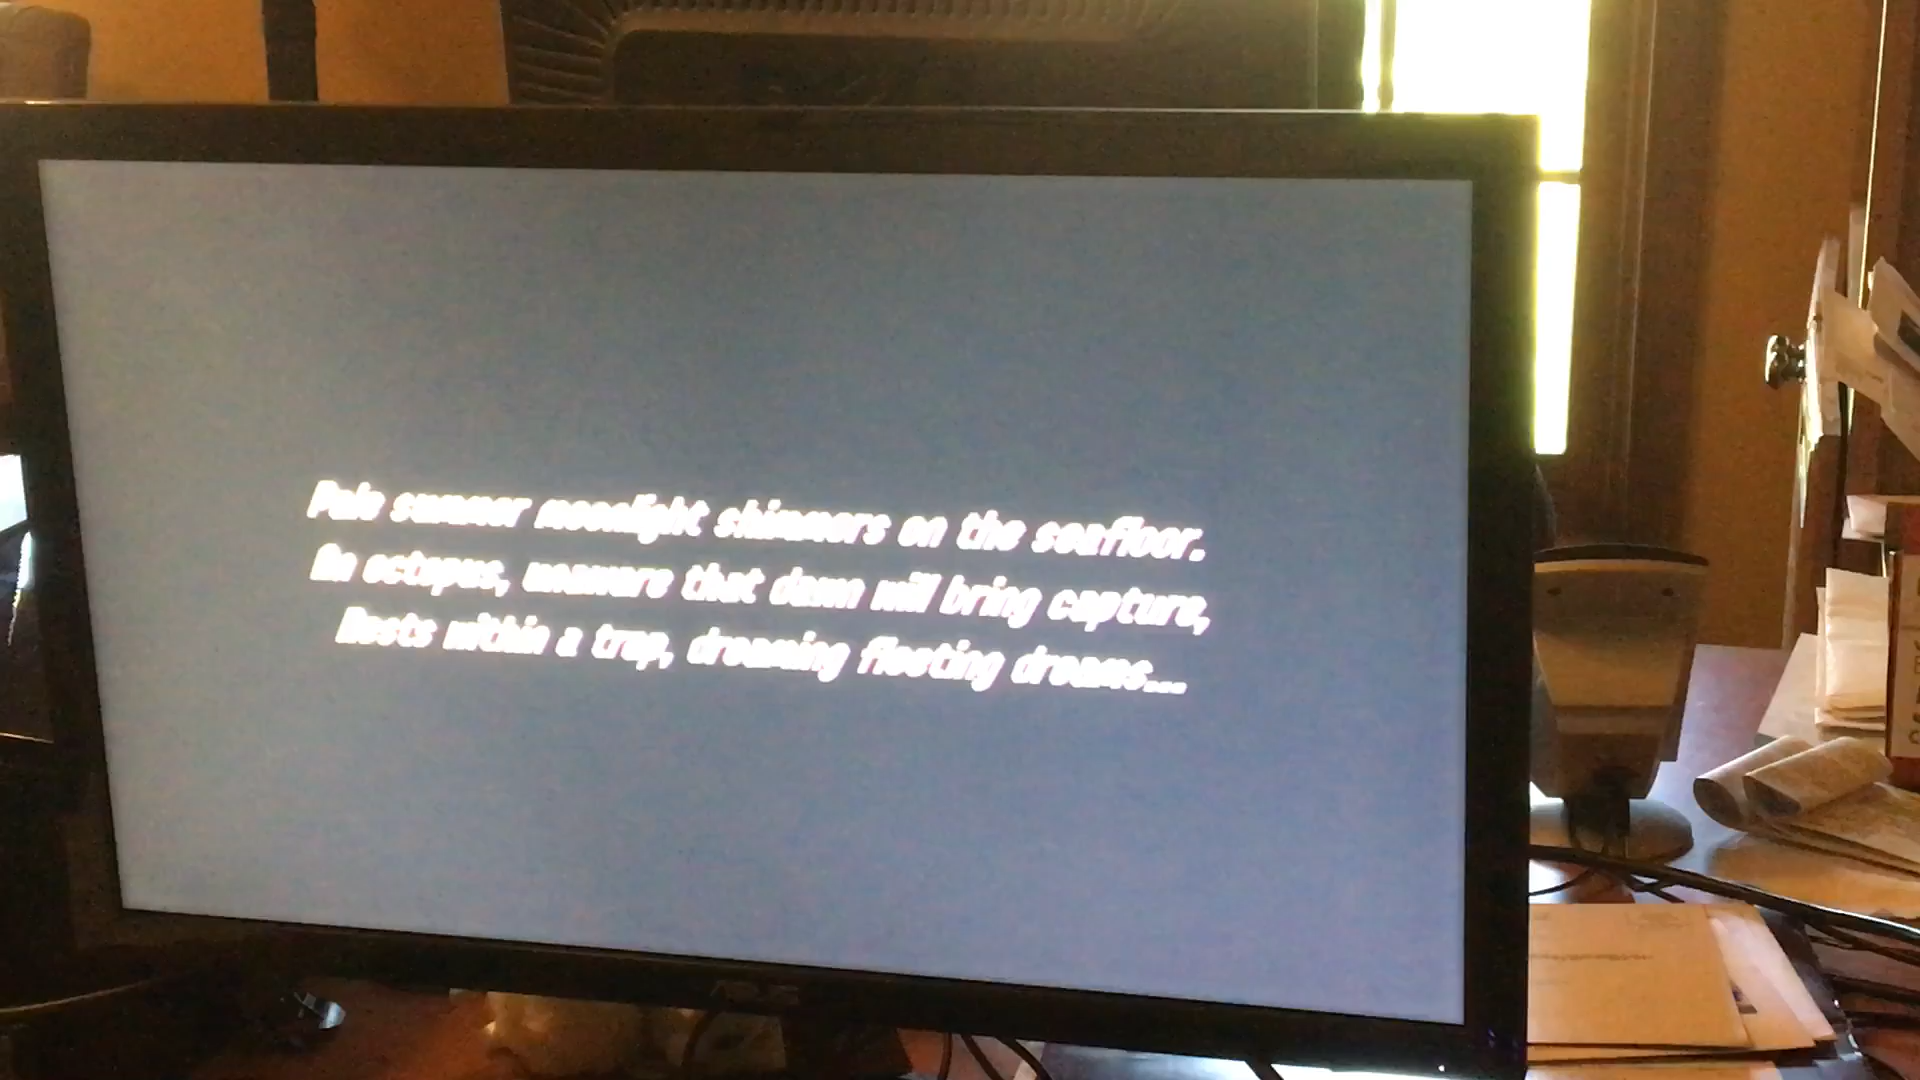 Pale summer moonlight shimmers on the seafloor.
An octopus, unaware that dawn will bring capture,
Rests within a trap, dreaming fleeting dreams...